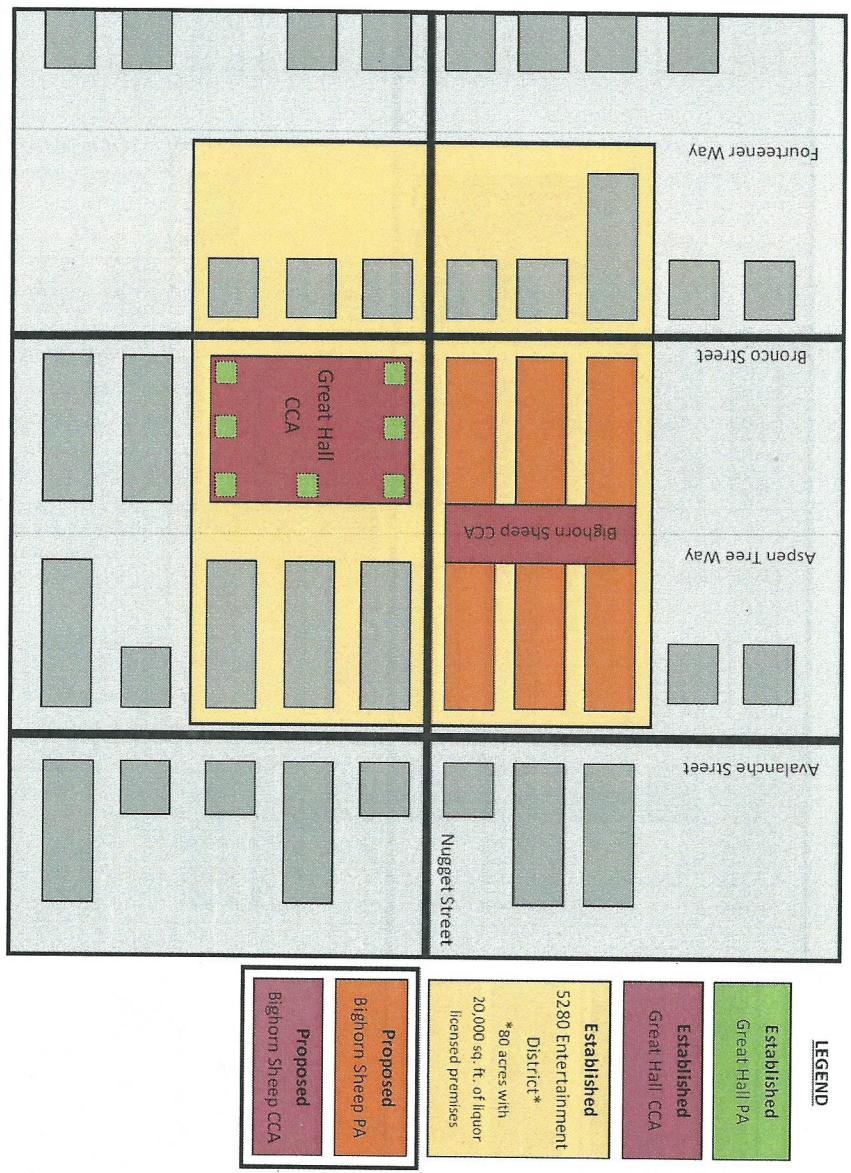 Fourteener Way
Bronco Street
Aspen Tree Way
Avalanche Street
Bighorn Sheep CCA
Nugget Street
Great Hall
CCA
LEGEND
Established
Great Hall PA
Established
Great Hall CCA
Established
5280 Entertainment
District*
*80 acres with
20,000 sq. ft. of liquor
licensed premises
Proposed
Bighorn Sheep PA
Proposed
Bighorn Sheep CCA